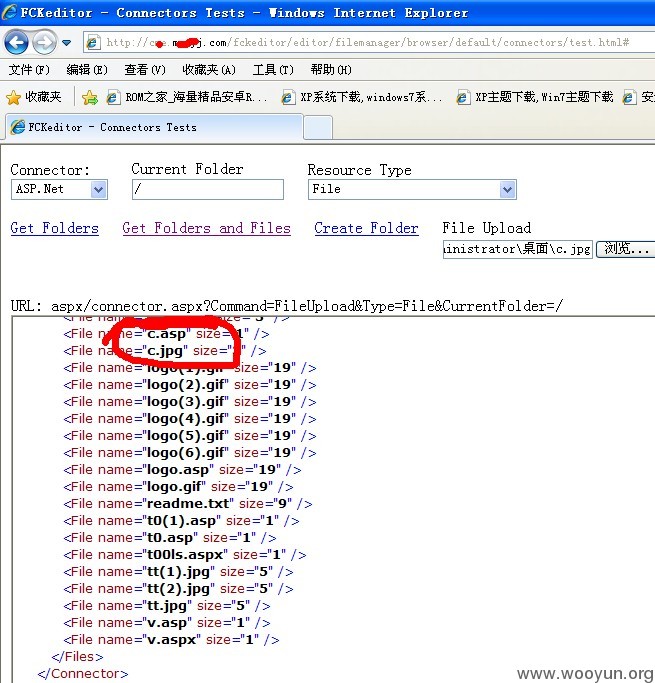 FCKeditor - Connectors Tests - Windows Internet Explorer
.com/fckeditor/editor/filemanager/browser/default/connectors/test.html#
文件(F) 编辑(E) 查看(V) 收藏夹(A) 工具(T) 帮助(H)
收藏夹 ROM之家_海量精品安卓R... XP系统下载,windows7系... XP主题下载,Win7主题下载 安
FCKeditor - Connectors Tests
Connector: Current Folder Resource Type
ASP.Net / File
Get Folders Get Folders and Files Create Folder File Upload
inistrator\桌面\c.jpg 浏览...
URL: aspx/connector.aspx?Command=FileUpload&Type=File&CurrentFolder=/
<File name="c.asp" size="1" />
<File name="c.jpg" size=" " />
<File name="logo(1).gif" size="19" />
<File name="logo(2).gif" size="19" />
<File name="logo(3).gif" size="19" />
<File name="logo(4).gif" size="19" />
<File name="logo(5).gif" size="19" />
<File name="logo(6).gif" size="19" />
<File name="logo.asp" size="19" />
<File name="logo.gif" size="19" />
<File name="readme.txt" size="9" />
<File name="t0(1).asp" size="1" />
<File name="t0.asp" size="1" />
<File name="t00ls.aspx" size="1" />
<File name="tt(1).jpg" size="5" />
<File name="tt(2).jpg" size="5" />
<File name="tt.jpg" size="5" />
<File name="v.asp" size="1" />
<File name="v.aspx" size="1" />
</Files>
</Connector>
www.wooyun.org